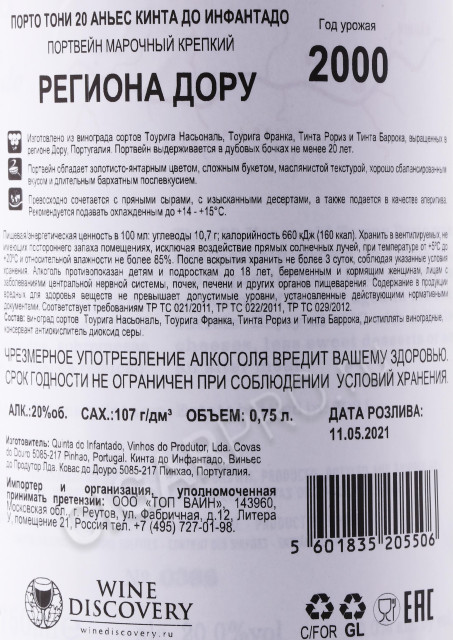 ПОРТО ТОНИ 20 АНЬЕС КИНТА ДО ИНФАНТАДО
ПОРТВЕЙН МАРОЧНЫЙ КРЕПКИЙ
РЕГИОНА ДОРУ
Год урожая
2000
Изготовлено из винограда сортов Тоурига Насьональ, Тоурига Франка, Тинта Рориз и Тинта Баррока, выращенных в
регионе Дору, Португалия. Портвейн выдерживается в дубовых бочках не менее 20 лет.
Портвейн обладает золотисто-янтарным цветом, сложным букетом, маслянистой текстурой, хорошо сбалансированным
вкусом и длительным бархатным послевкусием.
Превосходно сочетается с пряными сырами, с изысканными десертами, а также подается в качестве аперитива.
Рекомендуется подавать охлажденным до +14 - +15°С.
Пищевая энергетическая ценность в 100 мл: углеводы 10,7 г; калорийность 660 кДж (160 ккал). Хранить в вентилируемых, не
имеющих постороннего запаха помещениях, исключая воздействие прямых солнечных лучей, при температуре от +5°С до
+20°С и относительной влажности не более 85%. После вскрытия хранить не более 3 суток, соблюдая указанные условия
хранения. Алкоголь противопоказан детям и подросткам до 18 лет, беременным и кормящим женщинам, лицам с
заболеваниями центральной нервной системы, почек, печени и других органов пищеварения. Содержание в продукции
вредных для здоровья веществ не превышает допустимые уровни, установленные действующими нормативными
документами. Соответствует требованиям ТР ТС 021/2011, ТР ТС 022/2011, ТР ТС 029/2012.
Состав: виноград сортов Тоурига Насьональ, Тоурига Франка, Тинта Рориз и Тинта Баррока, дистилляты виноградные,
консервант антиокислитель диоксид серы.
ЧРЕЗМЕРНОЕ УПОТРЕБЛЕНИЕ АЛКОГОЛЯ ВРЕДИТ ВАШЕМУ ЗДОРОВЬЮ.
СРОК ГОДНОСТИ НЕ ОГРАНИЧЕН ПРИ СОБЛЮДЕНИИ УСЛОВИЙ ХРАНЕНИЯ.
АЛК.:20%об. САХ.:107 г/дм³ ОБЪЕМ: 0,75 л.
ДАТА РОЗЛИВА:
11.05.2021
Изготовитель: Quinta do Infantado, Vinhos do Produtor, Lda. Covas
do Douro 5085-217 Pinhao, Portugal. Кинта до Инфантадо, Виньес
до Продутор Лда. Ковас до Доуро 5085-217 Пинхао, Португалия.
Импортер и организация, уполномоченная
принимать претензии: ООО «ТОП ВАЙН», 143960,
Московская обл., г. Реутов, ул. Фабричная, д.12, Литера
У, помещение 21, Россия тел. +7 (495) 727-01-98.
5 601835 205506
WINE
DISCOVERY
winediscovery.ru
C/FOR GL
EAC